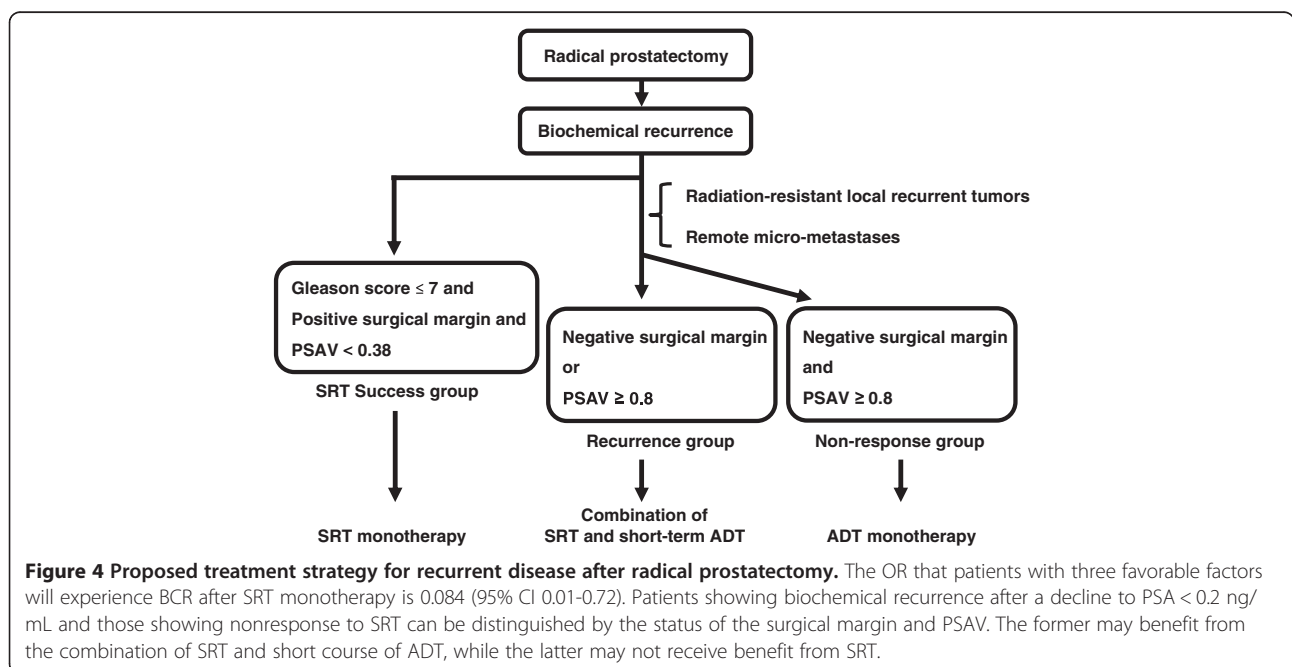 Radical prostatectomy
Biochemical recurrence
Radiation-resistant local recurrent tumors
Remote micro-metastases
Gleason score ≤ 7 and
Positive surgical margin and
PSAV < 0.38
SRT Success group
Negative surgical margin
or
PSAV ≥ 0.8
Recurrence group
Negative surgical margin
and
PSAV ≥ 0.8
Non-response group
SRT monotherapy
Combination of
SRT and short-term ADT
ADT monotherapy
Figure 4 Proposed treatment strategy for recurrent disease after radical prostatectomy. The OR that patients with three favorable factors
will experience BCR after SRT monotherapy is 0.084 (95% CI 0.01-0.72). Patients showing biochemical recurrence after a decline to PSA < 0.2 ng/
mL and those showing nonresponse to SRT can be distinguished by the status of the surgical margin and PSAV. The former may benefit from
the combination of SRT and short course of ADT, while the latter may not receive benefit from SRT.